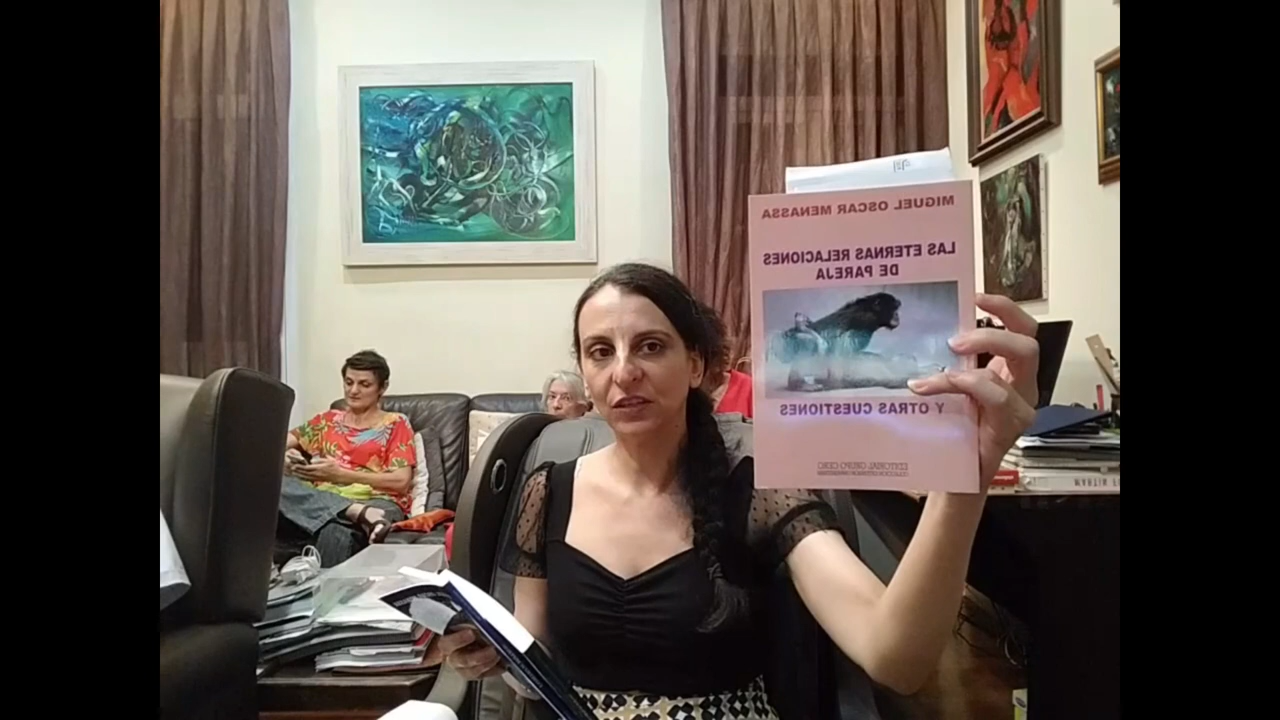 MIGUEL OSCAR MENASSA
LAS ETERNAS RELACIONES
DE PAREJA
Y OTRAS CUESTIONES
EDITORIAL GRUPO CERO